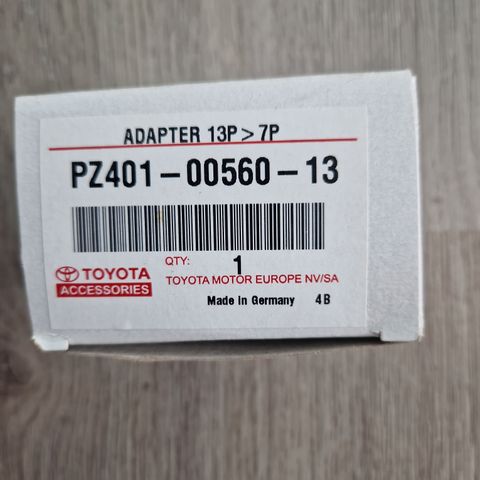 ADAPTER 13P > 7P
PZ401-00560-13
QTY: 1
TOYOTA
ACCESSORIES
TOYOTA MOTOR EUROPE NV/SA
Made in Germany 4B